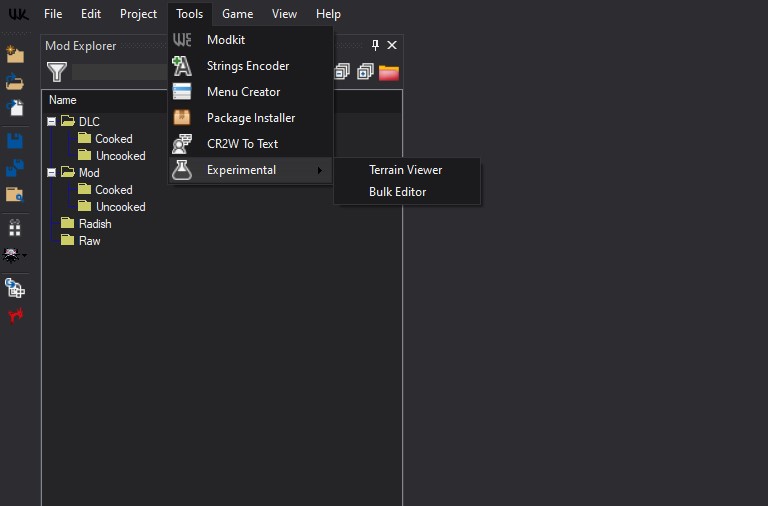 File Edit Project Tools Game View Help
Mod Explorer
Modkit
Strings Encoder
Menu Creator
Package Installer
CR2W To Text
Experimental
Terrain Viewer
Bulk Editor
Name
DLC
Cooked
Uncooked
Mod
Cooked
Uncooked
Radish
Raw